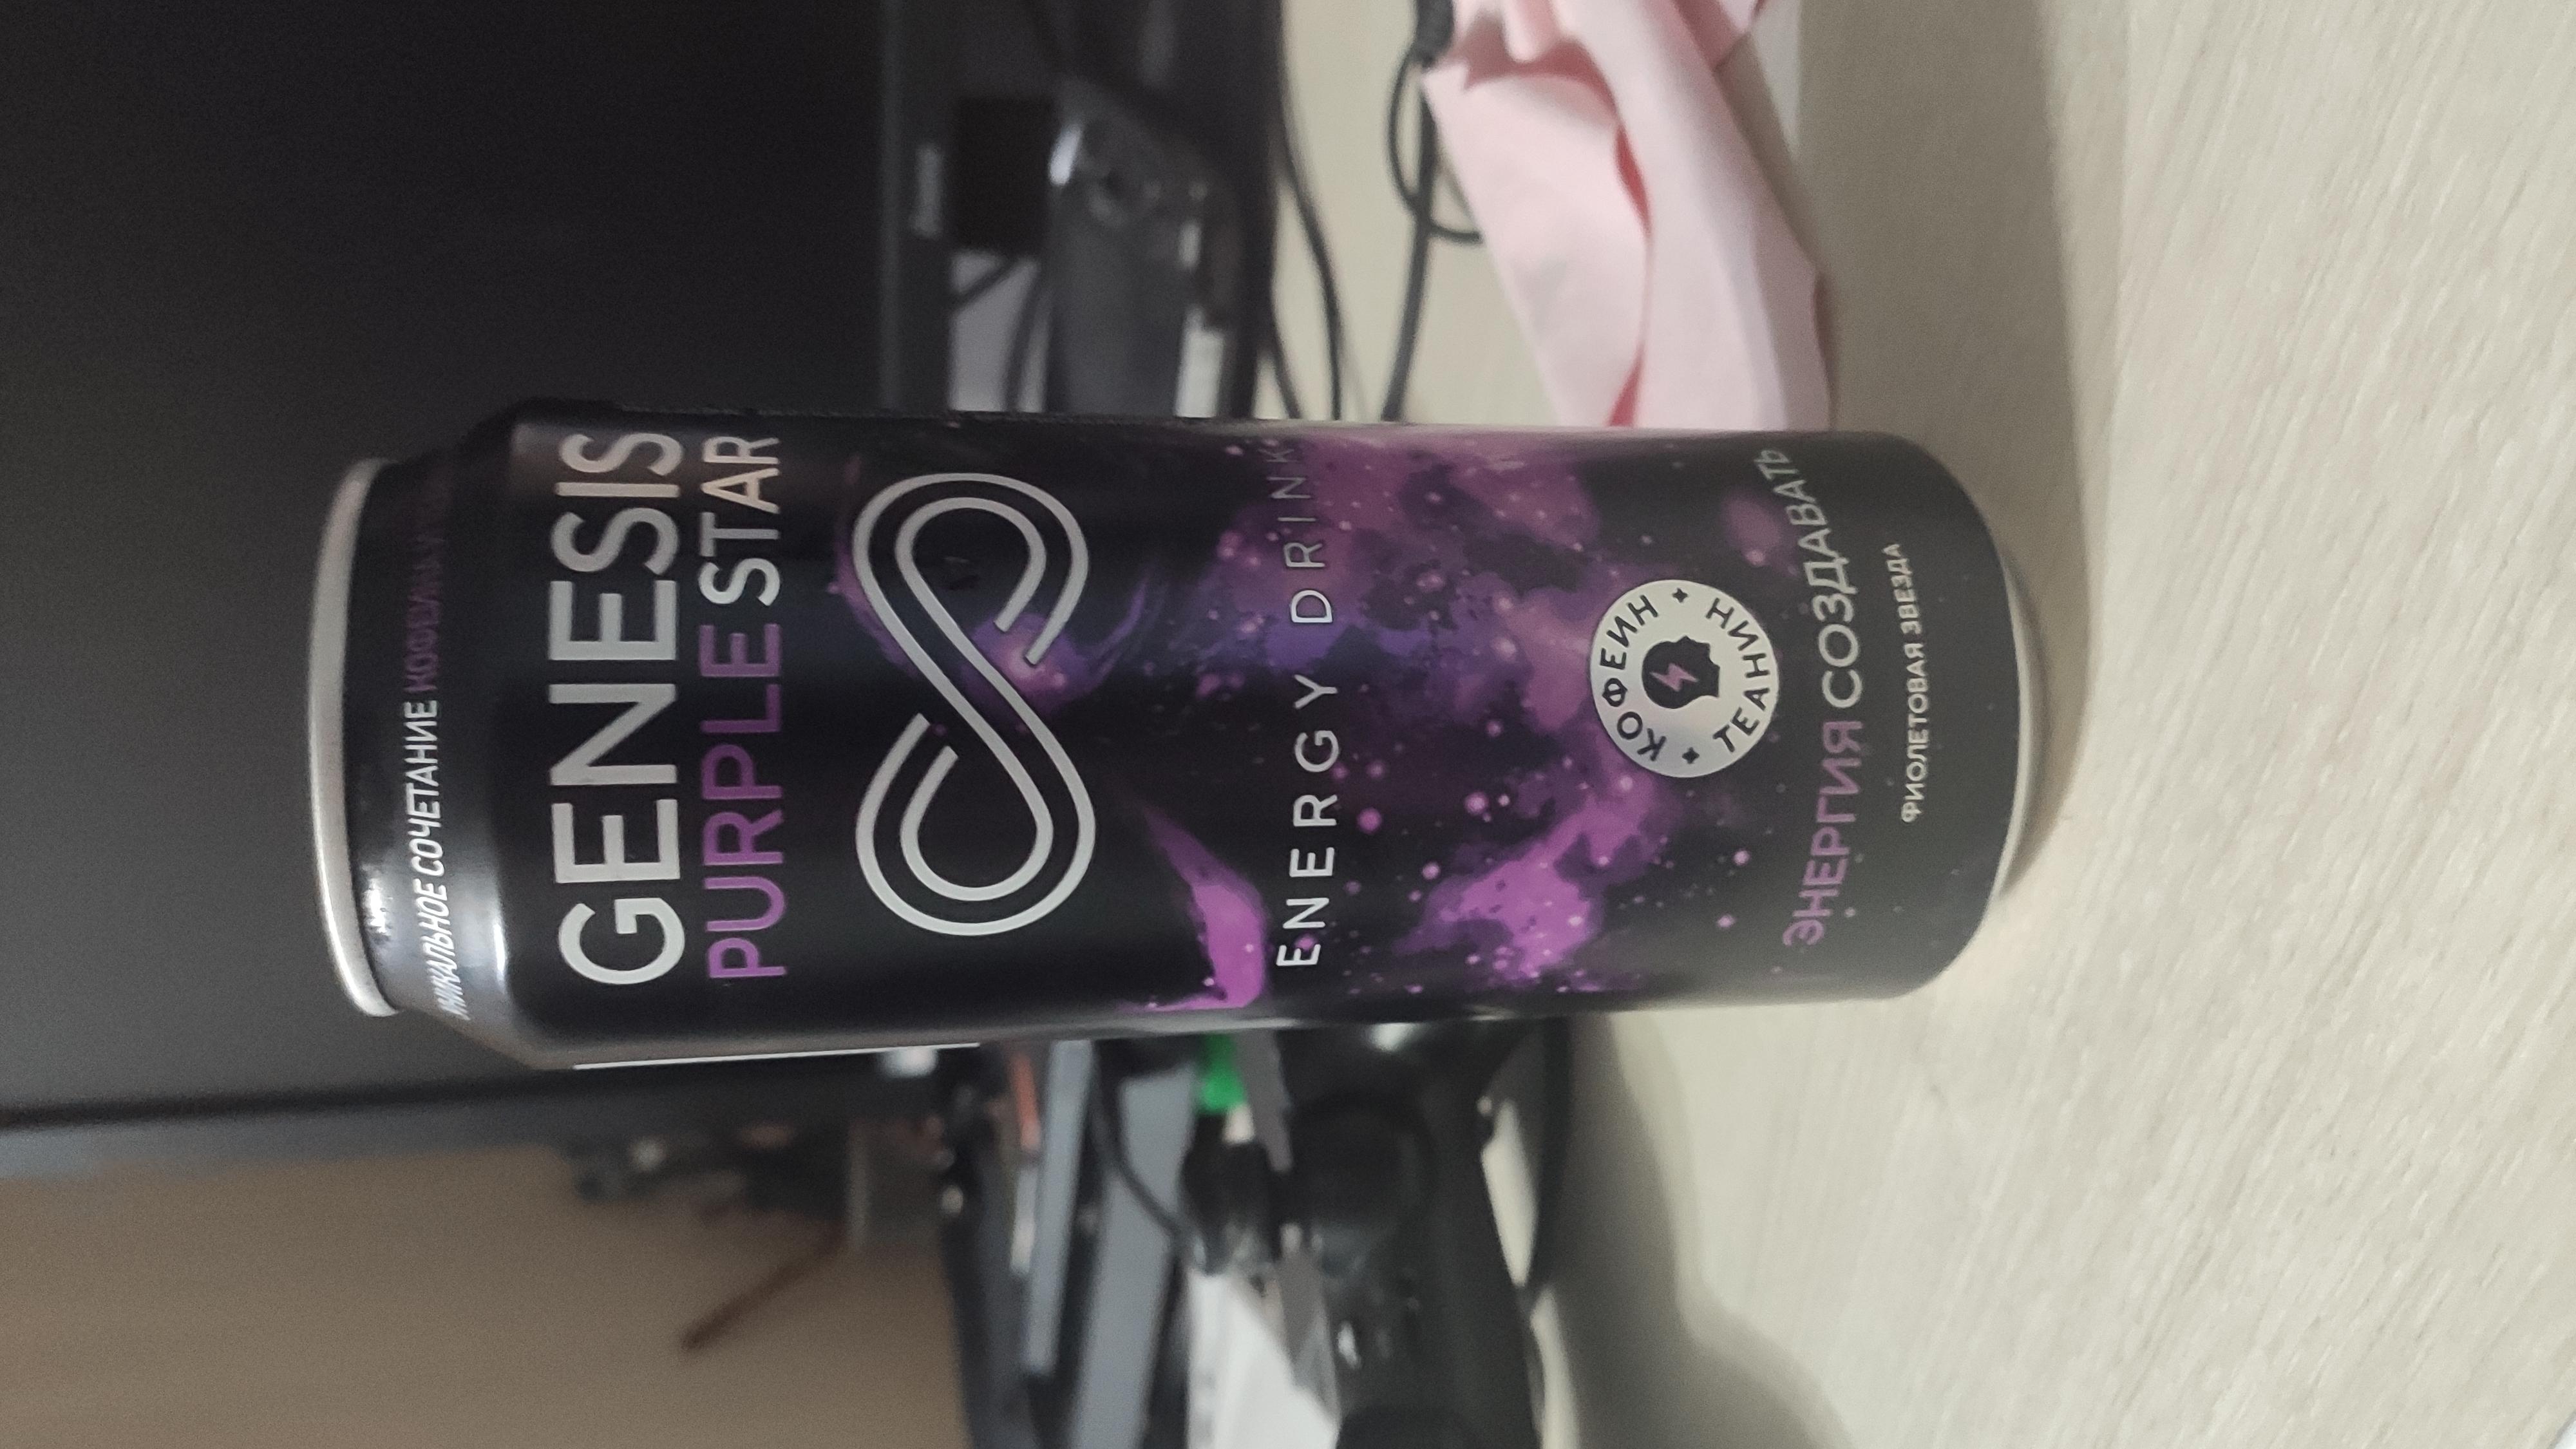 СОЧЕТАНИЕ
GENESIS
PURPLE STAR
ENERGY DRINK
КОФЕИН
ТЕАНИН
ЭНЕРГИЯ СОЗДАВАТЬ
ФИОЛЕТОВАЯ ЗВЕЗДА